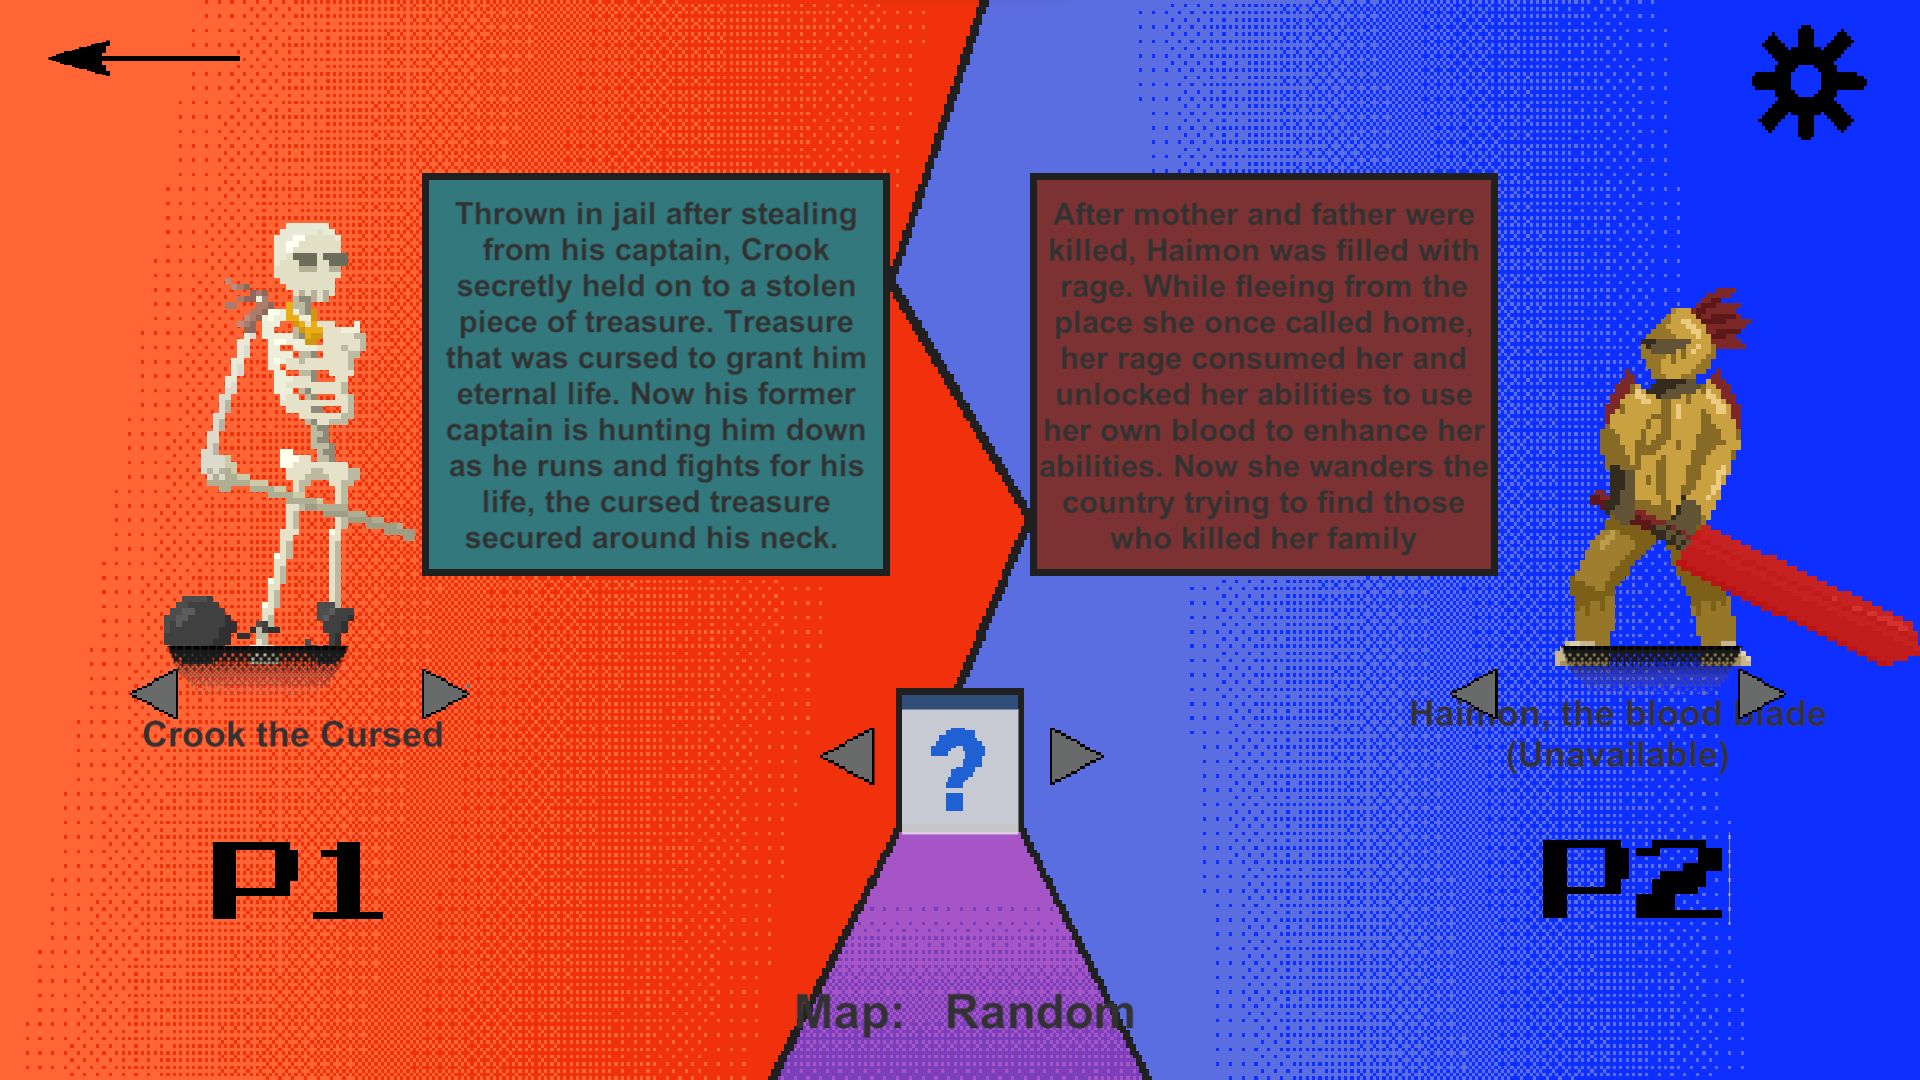 Thrown in jail after stealing
from his captain, Crook
secretly held on to a stolen
piece of treasure. Treasure
that was cursed to grant him
eternal life. Now his former
captain is hunting him down
as he runs and fights for his
life, the cursed treasure
secured around his neck.
After mother and father were
killed, Haimon was filled with
rage. While fleeing from the
place she once called home,
her rage consumed her and
unlocked her abilities to use
her own blood to enhance her
abilities. Now she wanders the
country trying to find those
who killed her family
Crook the Cursed
Haimon, the blood blade
(Unavailable)
?
P1
P2
Map: Random